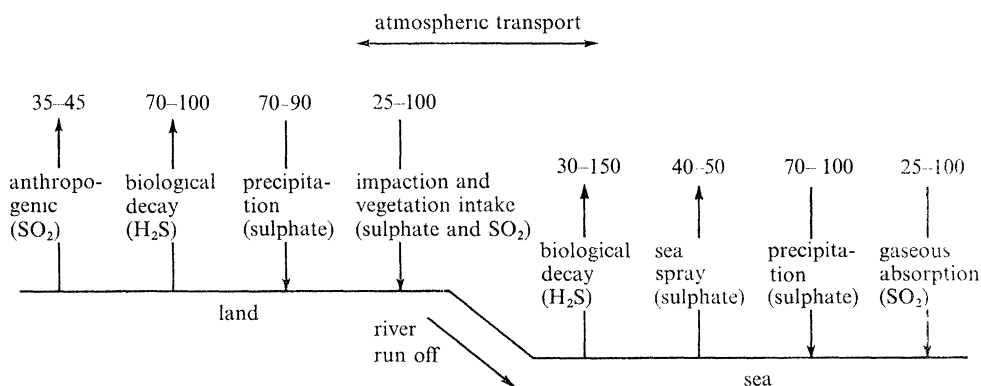 atmospheric transport
35–45
70–100
70–90
25–100
anthropo-
genic
(SO₂)
biological
decay
(H₂S)
precipita-
tion
(sulphate)
impaction and
vegetation intake
(sulphate and SO₂)
30–150
40–50
70–100
25–100
biological
decay
(H₂S)
sea
spray
(sulphate)
precipita-
tion
(sulphate)
gaseous
absorption
(SO₂)
land
river
run off
sea